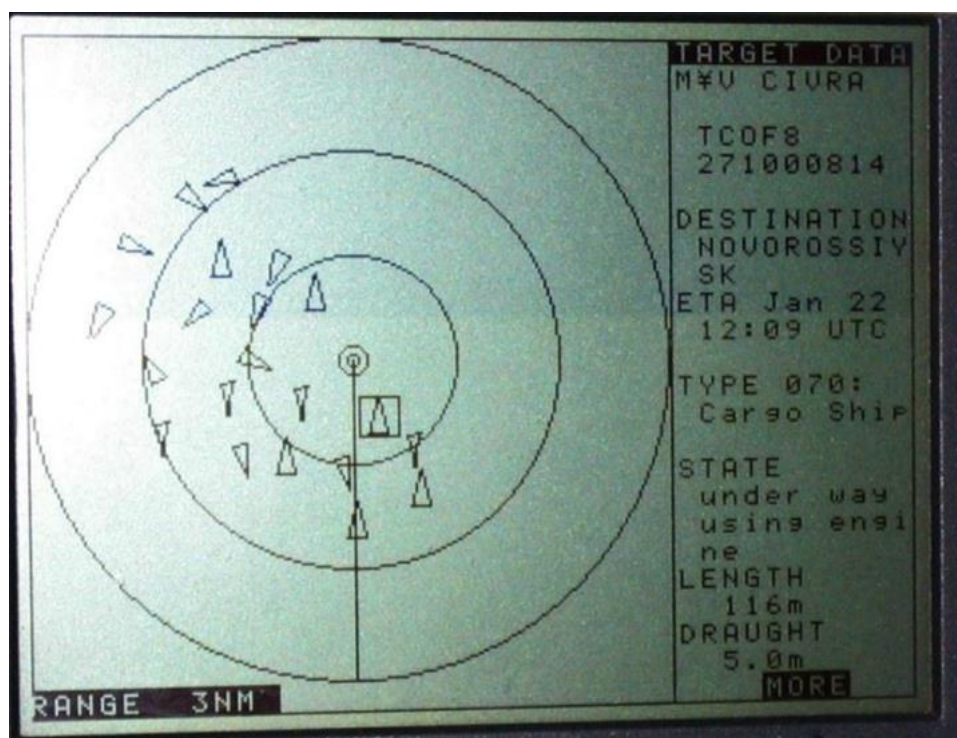 TARGET DATA
M¥V CIVRA
TCOF8
271000814
DESTINATION
NOVOROSSIY
SK
ETA Jan 22
12:09 UTC
TYPE 070:
Cargo Ship
STATE
under way
using engi
ne
LENGTH
116m
DRAUGHT
5.0m
MORE
RANGE 3NM